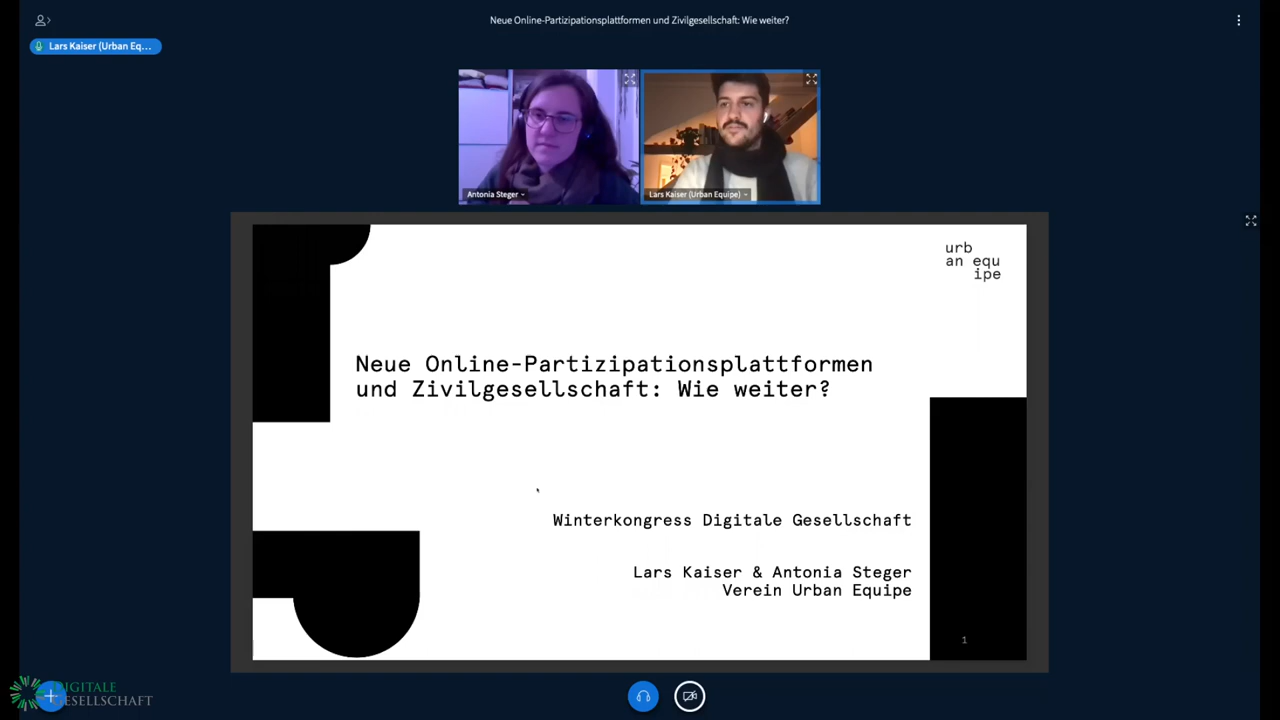 Neue Online-Partizipationsplattformen und Zivilgesellschaft: Wie weiter?
Lars Kaiser (Urban Eq...
Antonia Steger
Lars Kaiser (Urban Equipe)
urb
an equ
ipe
Neue Online-Partizipationsplattformen
und Zivilgesellschaft: Wie weiter?
Winterkongress Digitale Gesellschaft
Lars Kaiser & Antonia Steger
Verein Urban Equipe
1
DIGITALE
GESELLSCHAFT